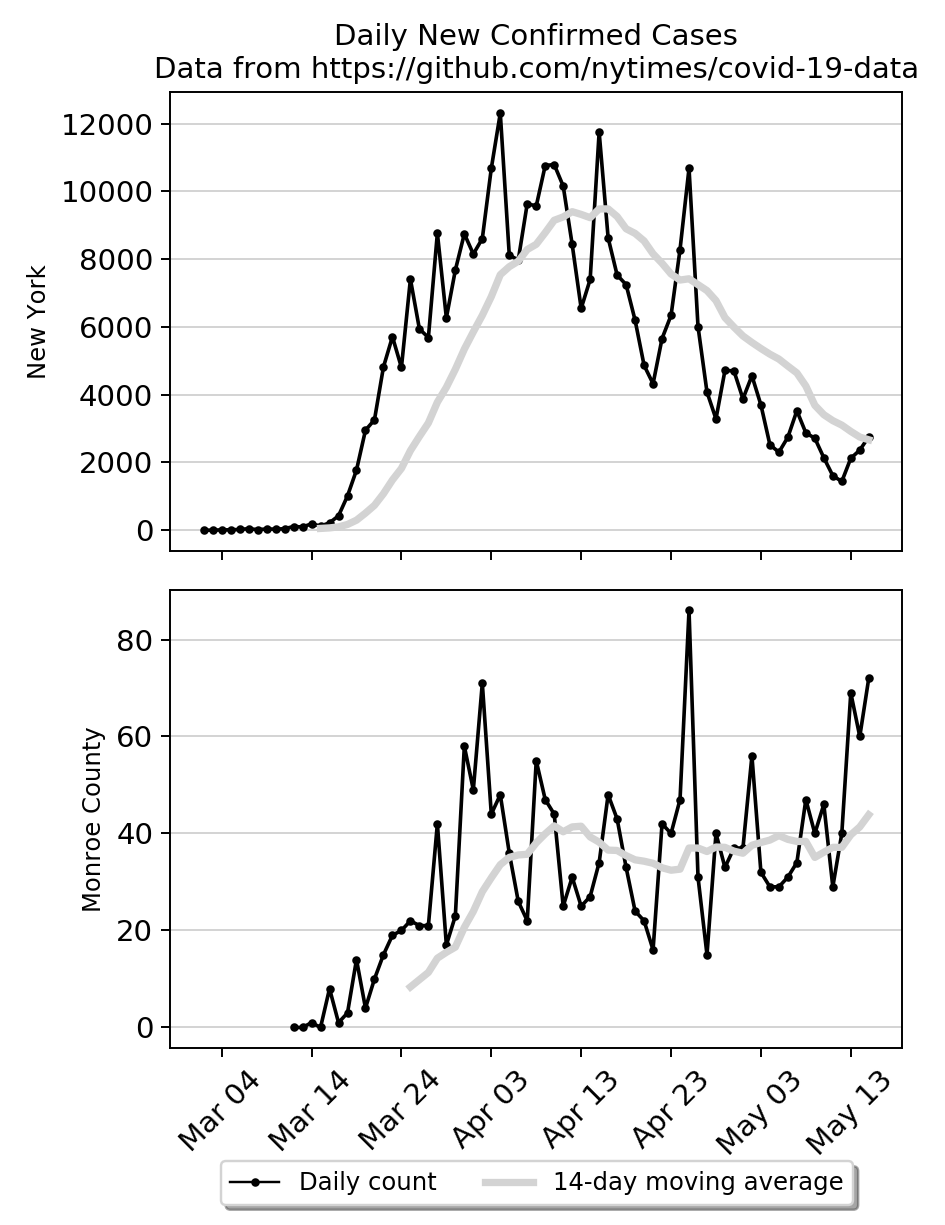 Daily New Confirmed Cases
Data from https://github.com/nytimes/covid-19-data
New York
12000
10000
8000
6000
4000
2000
0
Monroe County
80
60
40
20
0
Mar 04
Mar 14
Mar 24
Apr 03
Apr 13
Apr 23
May 03
May 13
Daily count
14-day moving average